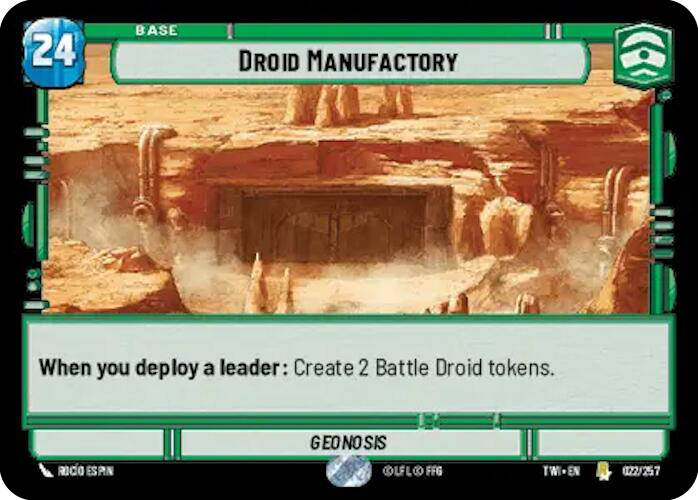 BASE
24
DROID MANUFACTORY
When you deploy a leader: Create 2 Battle Droid tokens.
GEONOSIS
ROCÍO ESPIN
© LFL © FFG
TWI • EN
022/257